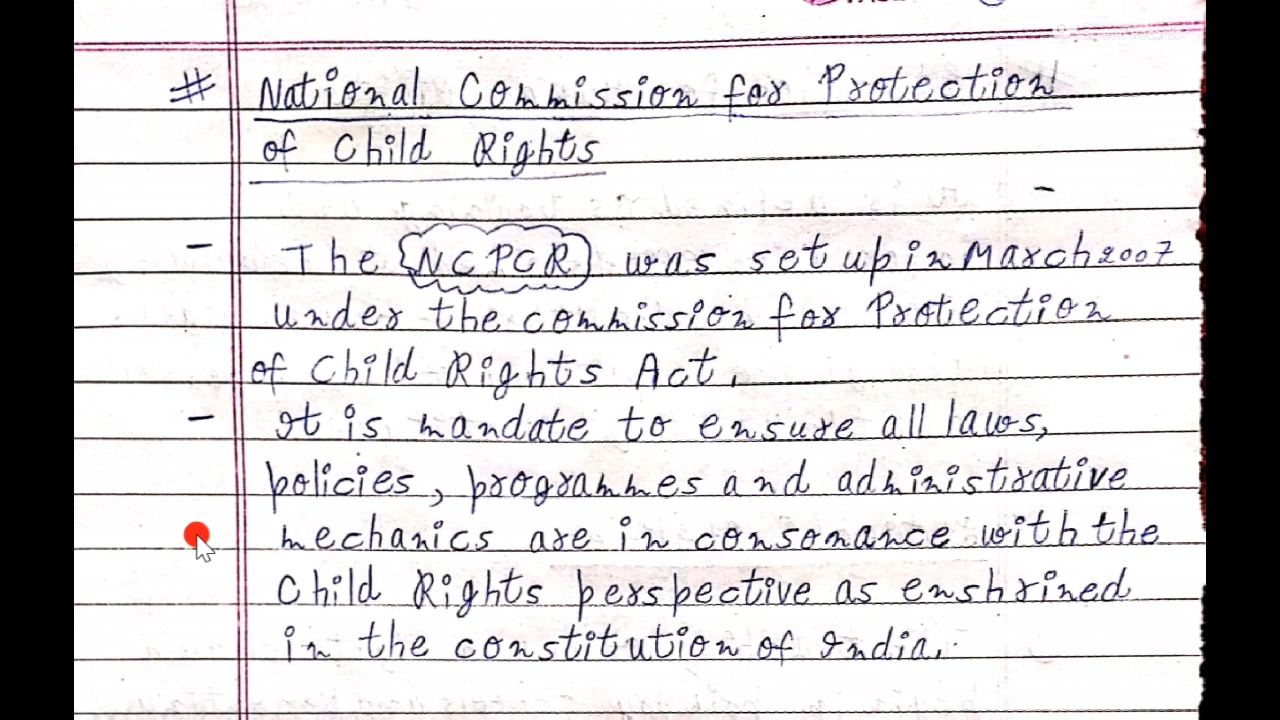 # National Commission for Protection
of Child Rights
- The NCPCR was set up in March 2007
under the commission for Protection
of Child Rights Act.
- It is mandate to ensure all laws,
policies, programmes and administrative
mechanics are in consonance with the
Child Rights perspective as enshrined
in the constitution of India.